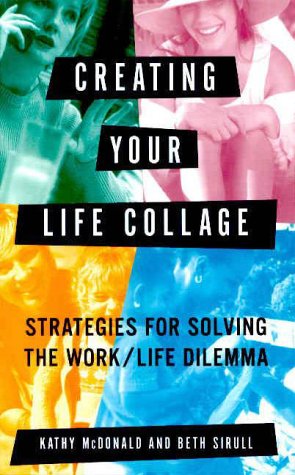 CREATING
YOUR
LIFE COLLAGE
STRATEGIES FOR SOLVING
THE WORK/LIFE DILEMMA
KATHY McDONALD AND BETH SIRULL